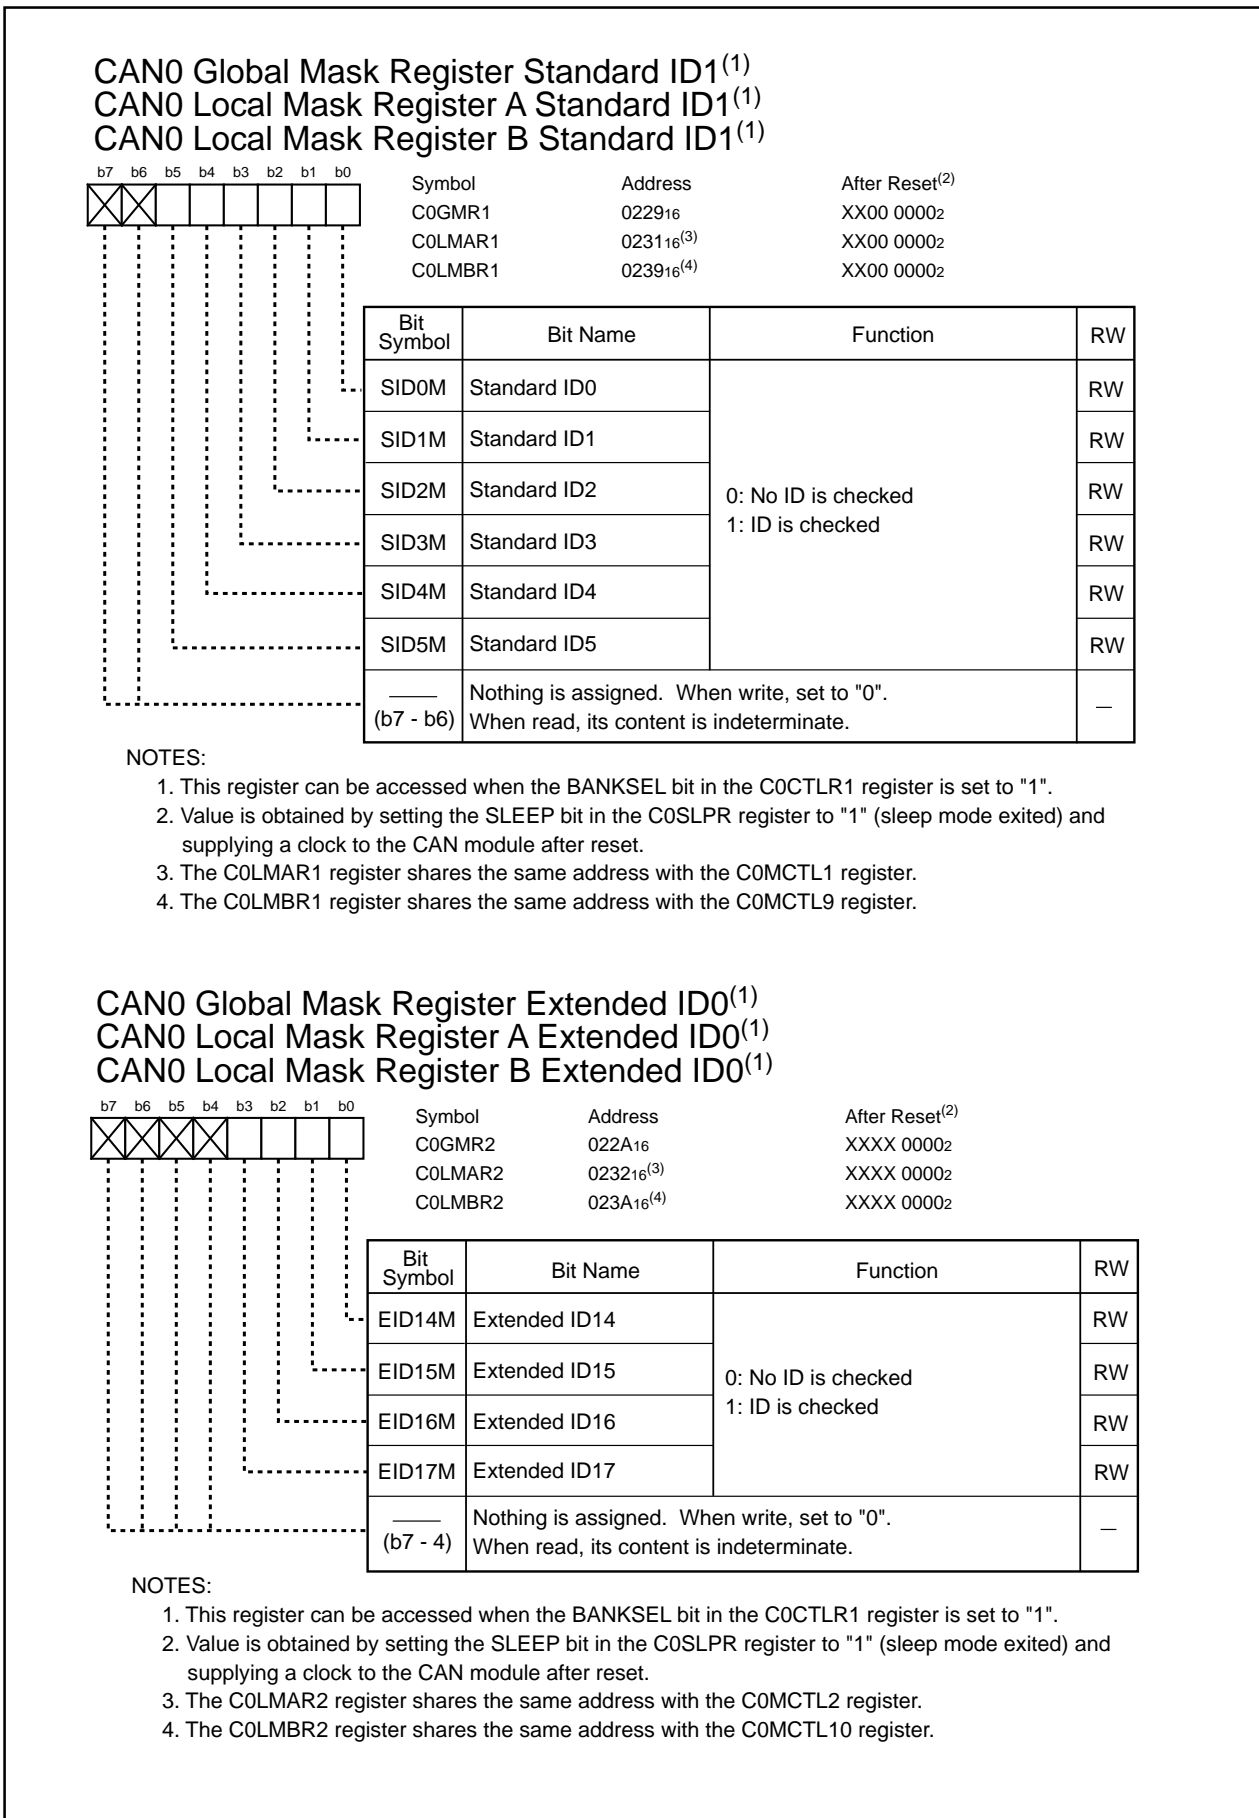 CAN0 Global Mask Register Standard ID1(1)
CAN0 Local Mask Register A Standard ID1(1)
CAN0 Local Mask Register B Standard ID1(1)
b7 b6 b5 b4 b3 b2 b1 b0
Symbol Address After Reset(2)
C0GMR1 022916 XX00 00002
C0LMAR1 023116(3) XX00 00002
C0LMBR1 023916(4) XX00 00002
Bit Symbol Bit Name Function RW
SID0M Standard ID0 RW
SID1M Standard ID1 RW
SID2M Standard ID2 0: No ID is checked RW
1: ID is checked
SID3M Standard ID3 RW
SID4M Standard ID4 RW
SID5M Standard ID5 RW
Nothing is assigned. When write, set to "0".
(b7 - b6) When read, its content is indeterminate. —
NOTES:
1. This register can be accessed when the BANKSEL bit in the C0CTLR1 register is set to "1".
2. Value is obtained by setting the SLEEP bit in the C0SLPR register to "1" (sleep mode exited) and
supplying a clock to the CAN module after reset.
3. The C0LMAR1 register shares the same address with the C0MCTL1 register.
4. The C0LMBR1 register shares the same address with the C0MCTL9 register.
CAN0 Global Mask Register Extended ID0(1)
CAN0 Local Mask Register A Extended ID0(1)
CAN0 Local Mask Register B Extended ID0(1)
b7 b6 b5 b4 b3 b2 b1 b0
Symbol Address After Reset(2)
C0GMR2 022A16 XXXX 00002
C0LMAR2 023216(3) XXXX 00002
C0LMBR2 023A16(4) XXXX 00002
Bit Symbol Bit Name Function RW
EID14M Extended ID14 RW
EID15M Extended ID15 0: No ID is checked RW
1: ID is checked
EID16M Extended ID16 RW
EID17M Extended ID17 RW
Nothing is assigned. When write, set to "0".
(b7 - 4) When read, its content is indeterminate. —
NOTES:
1. This register can be accessed when the BANKSEL bit in the C0CTLR1 register is set to "1".
2. Value is obtained by setting the SLEEP bit in the C0SLPR register to "1" (sleep mode exited) and
supplying a clock to the CAN module after reset.
3. The C0LMAR2 register shares the same address with the C0MCTL2 register.
4. The C0LMBR2 register shares the same address with the C0MCTL10 register.